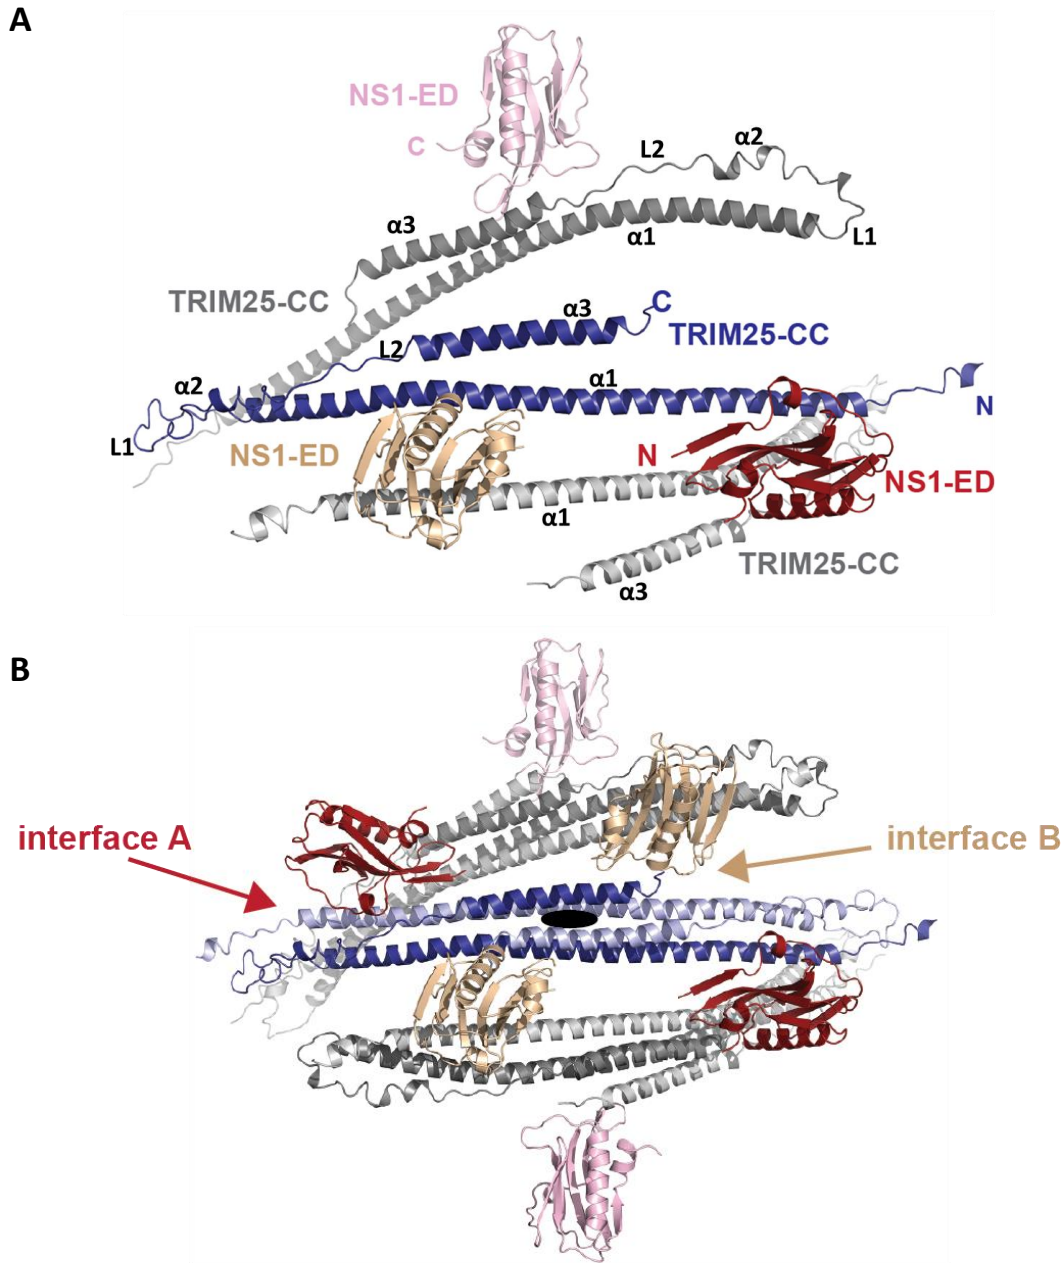 A
NS1-ED
C
α2
L2
α3
α1
L1
TRIM25-CC
α3
C
TRIM25-CC
L2
α2
α1
N
L1
NS1-ED
N
NS1-ED
α1
TRIM25-CC
α3
B
interface A
interface B